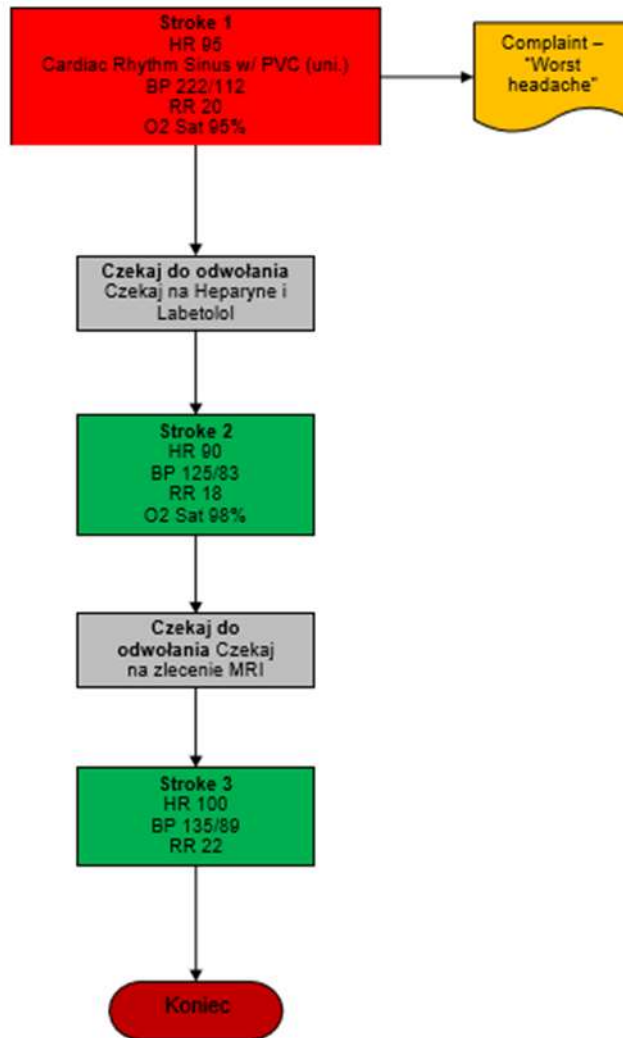 Stroke 1
HR 95
Cardiac Rhythm Sinus w/ PVC (uni.)
BP 222/112
RR 20
O2 Sat 95%
Complaint –
"Worst
headache"
Czekaj do odwołania
Czekaj na Heparyne i
Labetolol
Stroke 2
HR 90
BP 125/83
RR 18
O2 Sat 98%
Czekaj do
odwołania Czekaj
na zlecenie MRI
Stroke 3
HR 100
BP 135/89
RR 22
Koniec